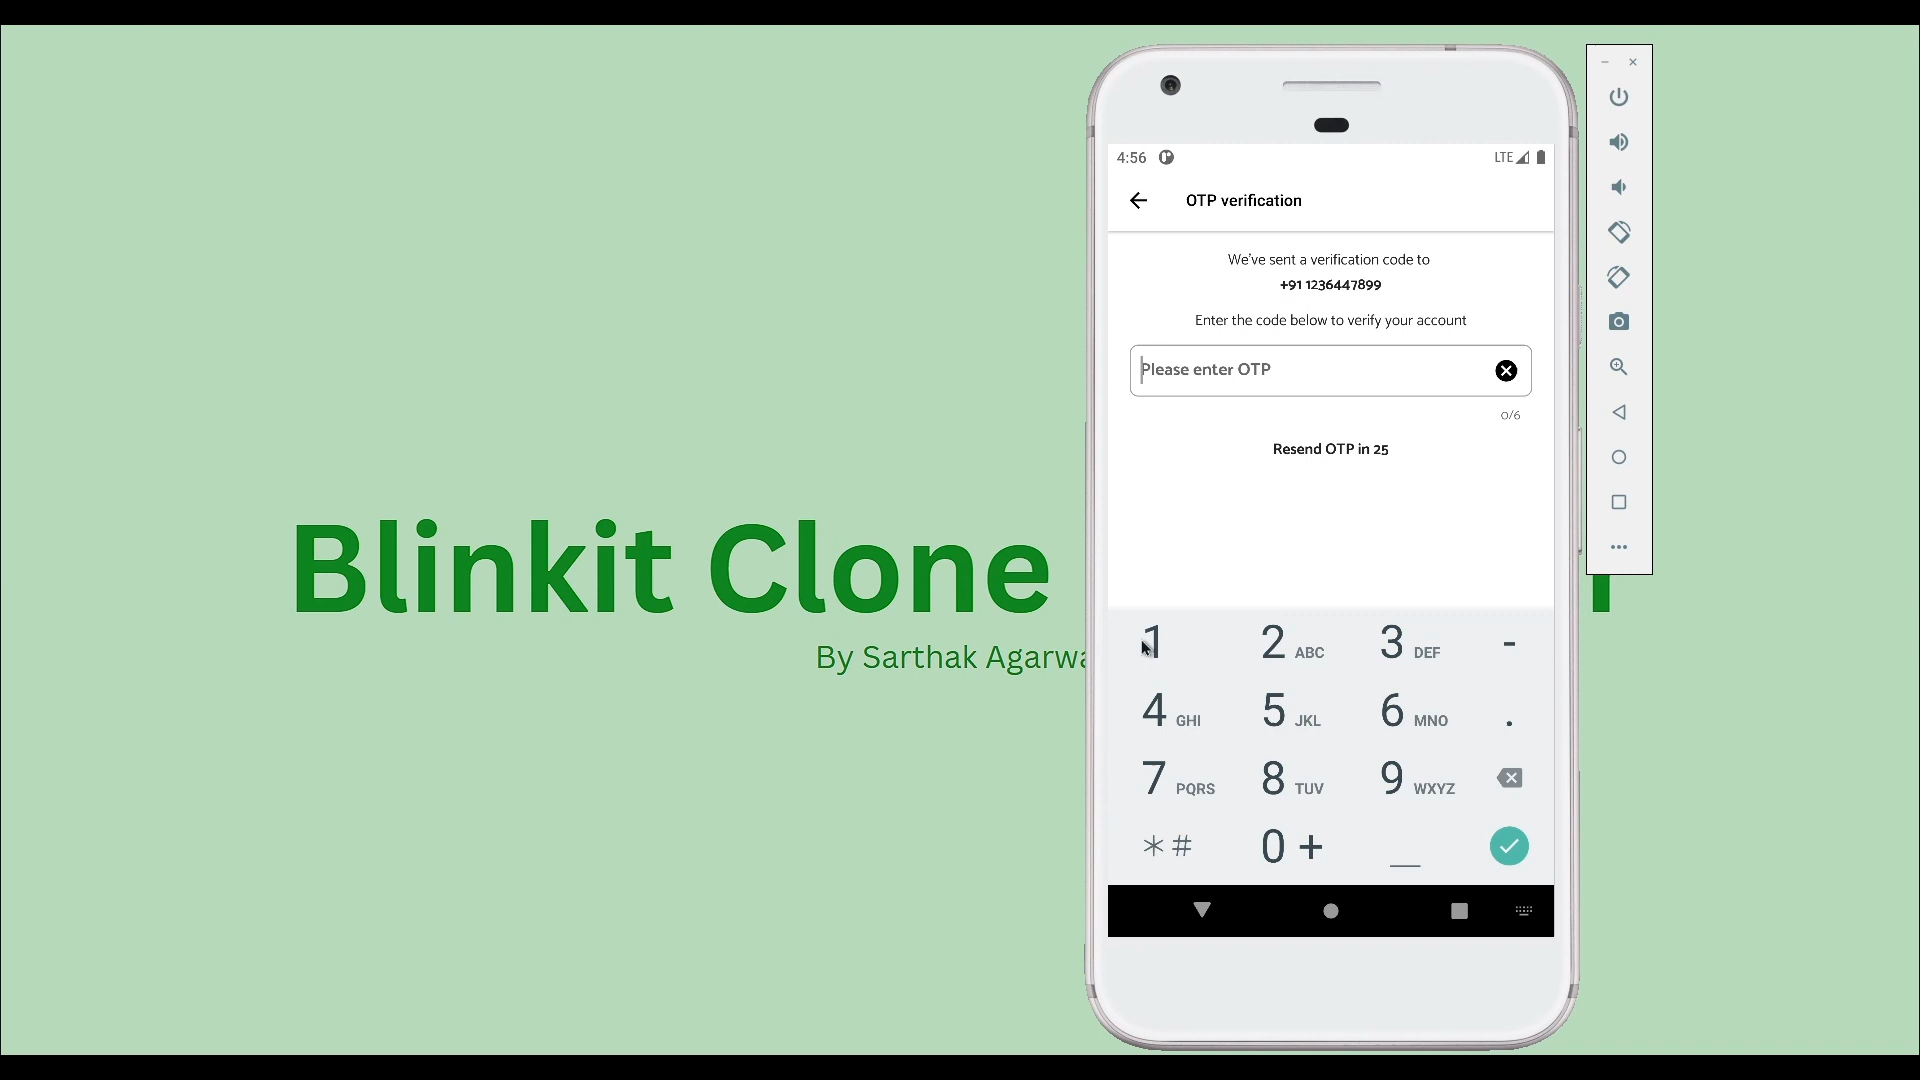 4:56
LTE
OTP verification
We've sent a verification code to
+91 1236447899
Enter the code below to verify your account
Please enter OTP
0/6
Resend OTP in 25
Blinkit Clone
By Sarthak Agarwa
1
2 ABC
3 DEF
-
4 GHI
5 JKL
6 MNO
.
7 PQRS
8 TUV
9 WXYZ
*#
0 +